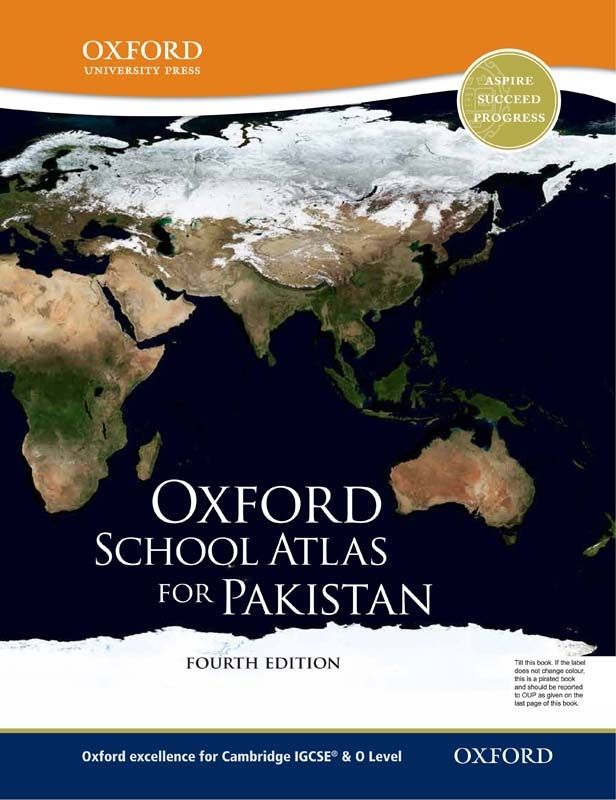 OXFORD
UNIVERSITY PRESS
ASPIRE
SUCCEED
PROGRESS
OXFORD
SCHOOL ATLAS
FOR PAKISTAN
FOURTH EDITION
Tilt this book. If the label
does not change colour,
this is a pirated book
and should be reported
to OUP as given on the
last page of this book.
Oxford excellence for Cambridge IGCSE® & O Level
OXFORD